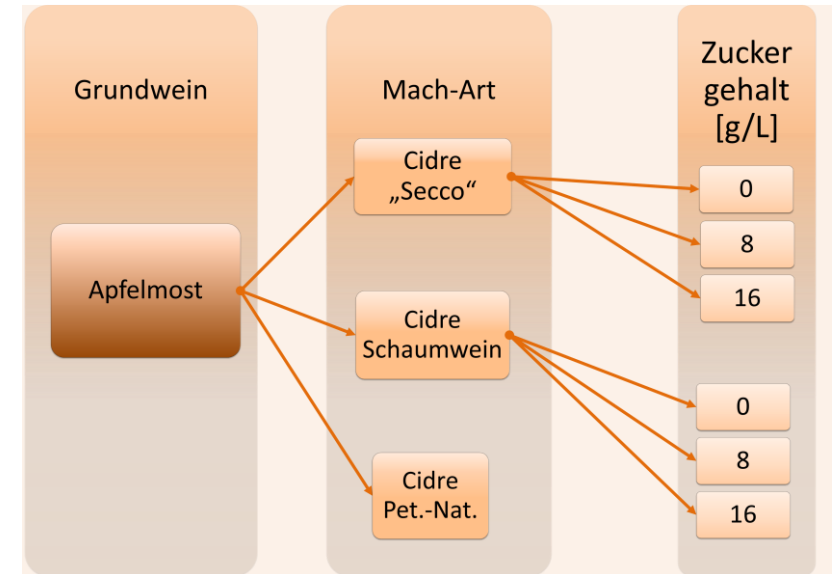 Grundwein
Apfelmost
Mach-Art
Cidre
„Secco“
Cidre
Schaumwein
Cidre
Pet.-Nat.
Zucker
gehalt
[g/L]
0
8
16
0
8
16